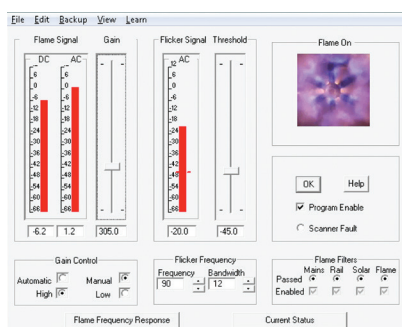 File Edit Backup View Learn
Flame Signal Gain Flicker Signal Threshold Flame On
DC AC AC
12
6 6 6
0 0 0
-6 -6 -6
-12 -12 -12
-18 -18 -18
-24 -24 -24
-30 -30 -30
-36 -36 -36
-42 -42 -42
-48 -48 -48
-54 -54 -54
-60 -60 -60
-66 -66 -66
-6.2 1.2 305.0 -20.0 -45.0
OK Help
Program Enable
Scanner Fault
Gain Control
Automatic Manual
High Low
Flicker Frequency
Frequency Bandwidth
90 12
Flame Filters
Mains Rail Solar Flame
Passed
Enabled
Flame Frequency Response Current Status